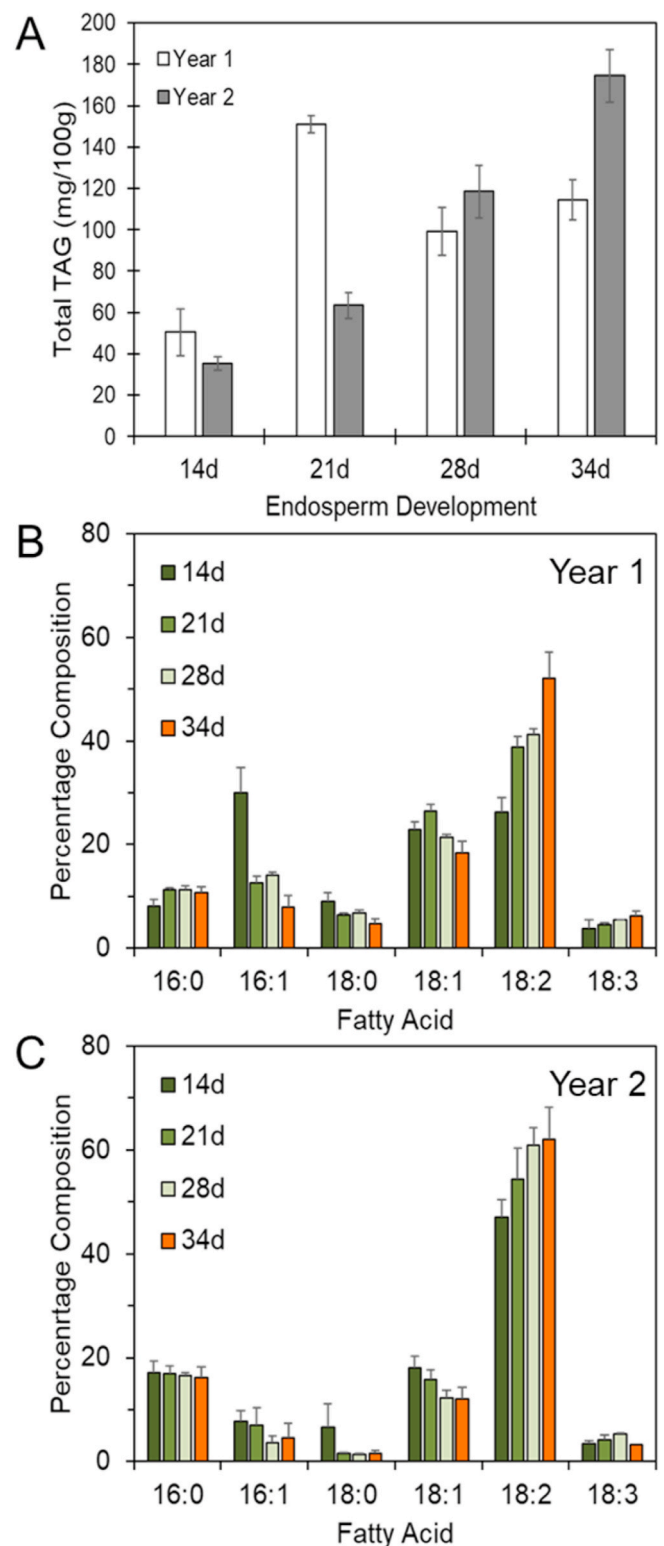 A
Total TAG (mg/100g)
200
180
160
140
120
100
80
60
40
20
0
Year 1
Year 2
14d 21d 28d 34d
Endosperm Development
B
Year 1
Percenrtage Composition
80
60
40
20
0
14d
21d
28d
34d
16:0 16:1 18:0 18:1 18:2 18:3
Fatty Acid
C
Year 2
Percenrtage Composition
80
60
40
20
0
14d
21d
28d
34d
16:0 16:1 18:0 18:1 18:2 18:3
Fatty Acid